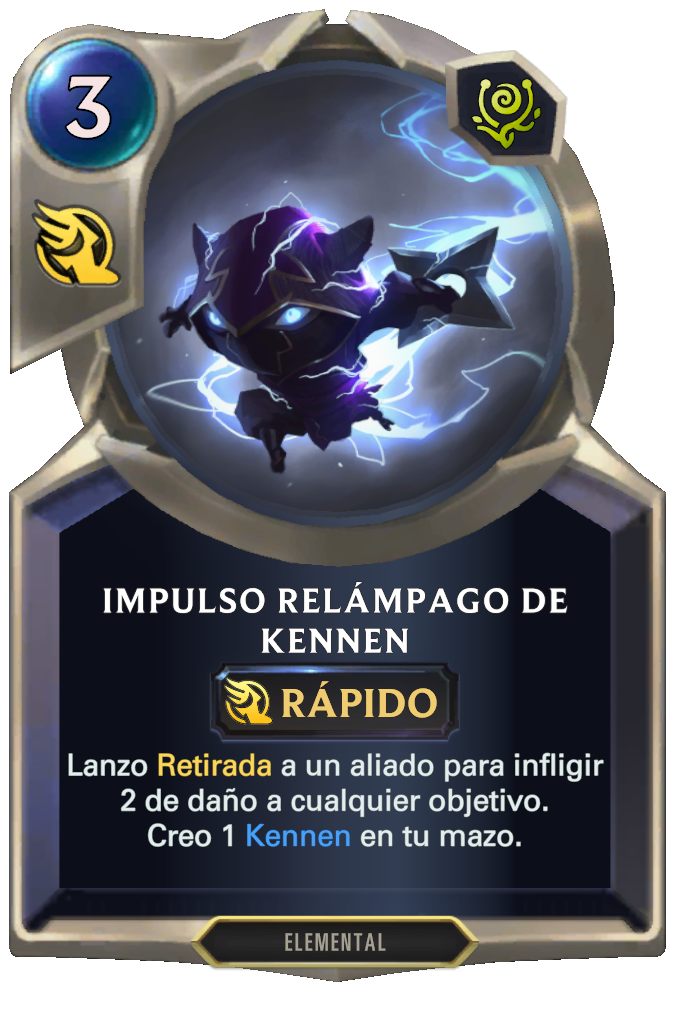 3
IMPULSO RELÁMPAGO DE
KENNEN
RÁPIDO
Lanzo Retirada a un aliado para infligir
2 de daño a cualquier objetivo.
Creo 1 Kennen en tu mazo.
ELEMENTAL